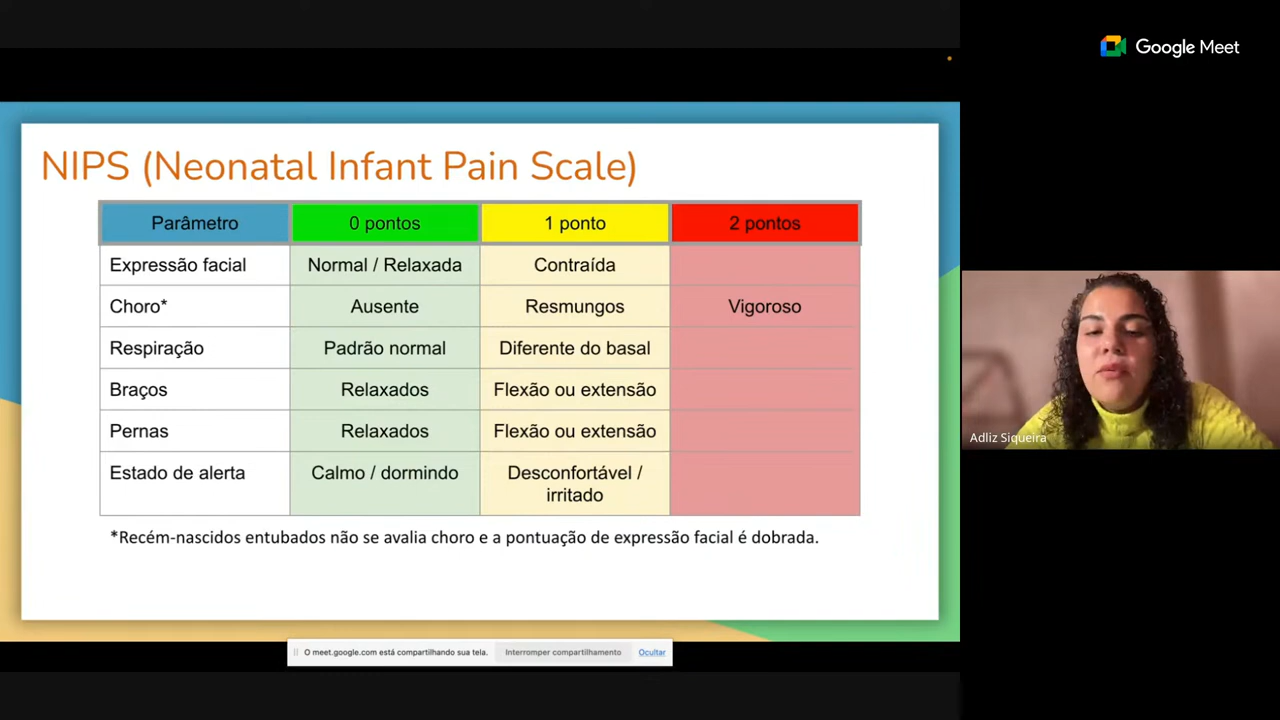 Google Meet
NIPS (Neonatal Infant Pain Scale)
Parâmetro 0 pontos 1 ponto 2 pontos
Expressão facial Normal / Relaxada Contraída
Choro* Ausente Resmungos Vigoroso
Respiração Padrão normal Diferente do basal
Braços Relaxados Flexão ou extensão
Pernas Relaxados Flexão ou extensão
Estado de alerta Calmo / dormindo Desconfortável /
irritado
*Recém-nascidos entubados não se avalia choro e a pontuação de expressão facial é dobrada.
Adliz Siqueira
O meet.google.com está compartilhando sua tela. Interromper compartilhamento Ocultar